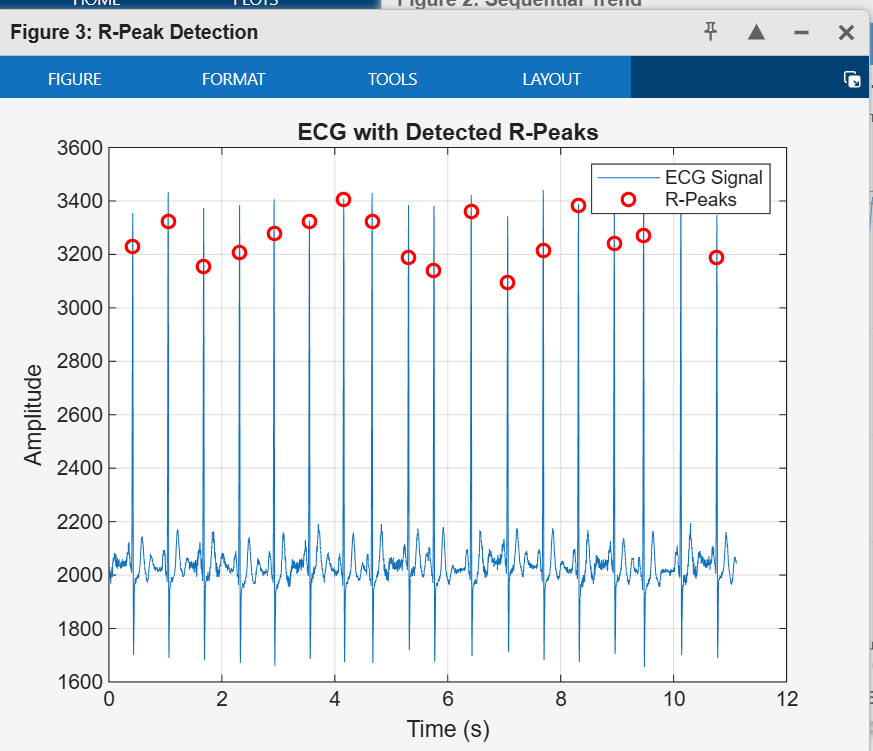 HOME PLOTS Figure 2: Sequential Trend
Figure 3: R-Peak Detection
FIGURE FORMAT TOOLS LAYOUT
ECG with Detected R-Peaks
3600
3400
3200
3000
2800
2600
2400
2200
2000
1800
1600
Amplitude
ECG Signal
R-Peaks
0 2 4 6 8 10 12
Time (s)